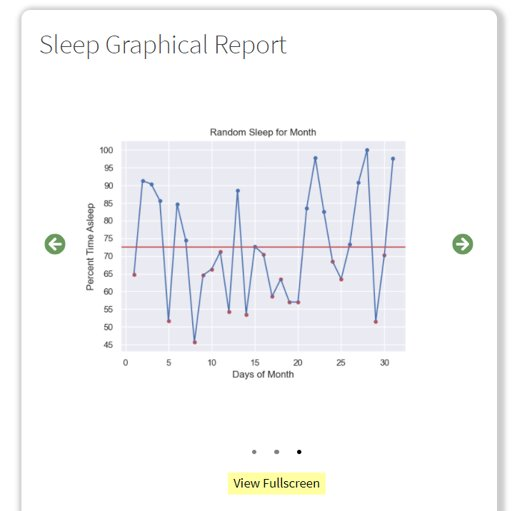 Sleep Graphical Report
Random Sleep for Month
100
95
90
85
80
75
70
65
60
55
50
45
Percent Time Asleep
0 5 10 15 20 25 30
Days of Month
View Fullscreen